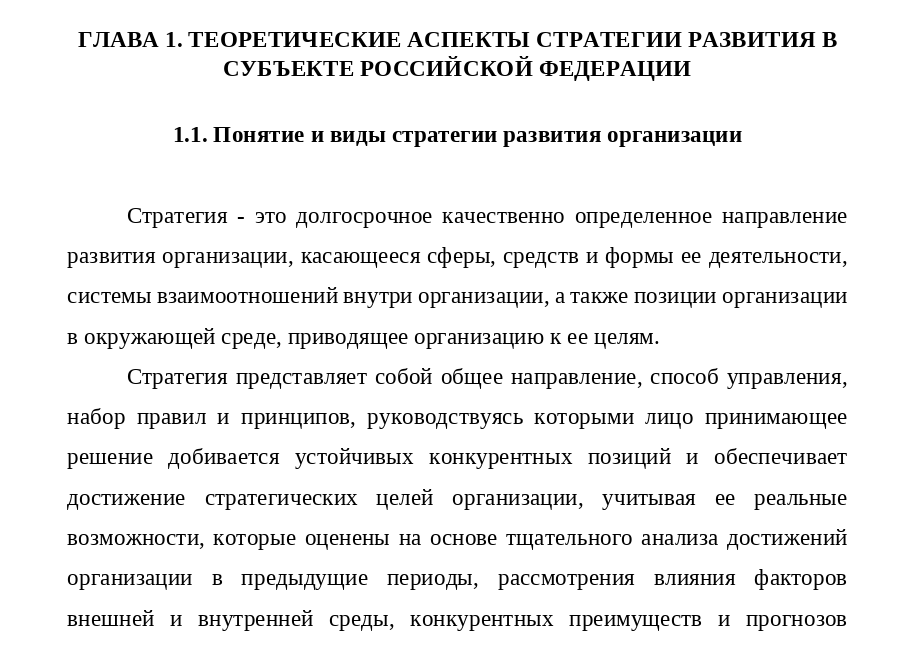 ГЛАВА 1. ТЕОРЕТИЧЕСКИЕ АСПЕКТЫ СТРАТЕГИИ РАЗВИТИЯ В
СУБЪЕКТЕ РОССИЙСКОЙ ФЕДЕРАЦИИ
1.1. Понятие и виды стратегии развития организации
Стратегия - это долгосрочное качественно определенное направление
развития организации, касающееся сферы, средств и формы ее деятельности,
системы взаимоотношений внутри организации, а также позиции организации
в окружающей среде, приводящее организацию к ее целям.
Стратегия представляет собой общее направление, способ управления,
набор правил и принципов, руководствуясь которыми лицо принимающее
решение добивается устойчивых конкурентных позиций и обеспечивает
достижение стратегических целей организации, учитывая ее реальные
возможности, которые оценены на основе тщательного анализа достижений
организации в предыдущие периоды, рассмотрения влияния факторов
внешней и внутренней среды, конкурентных преимуществ и прогнозов